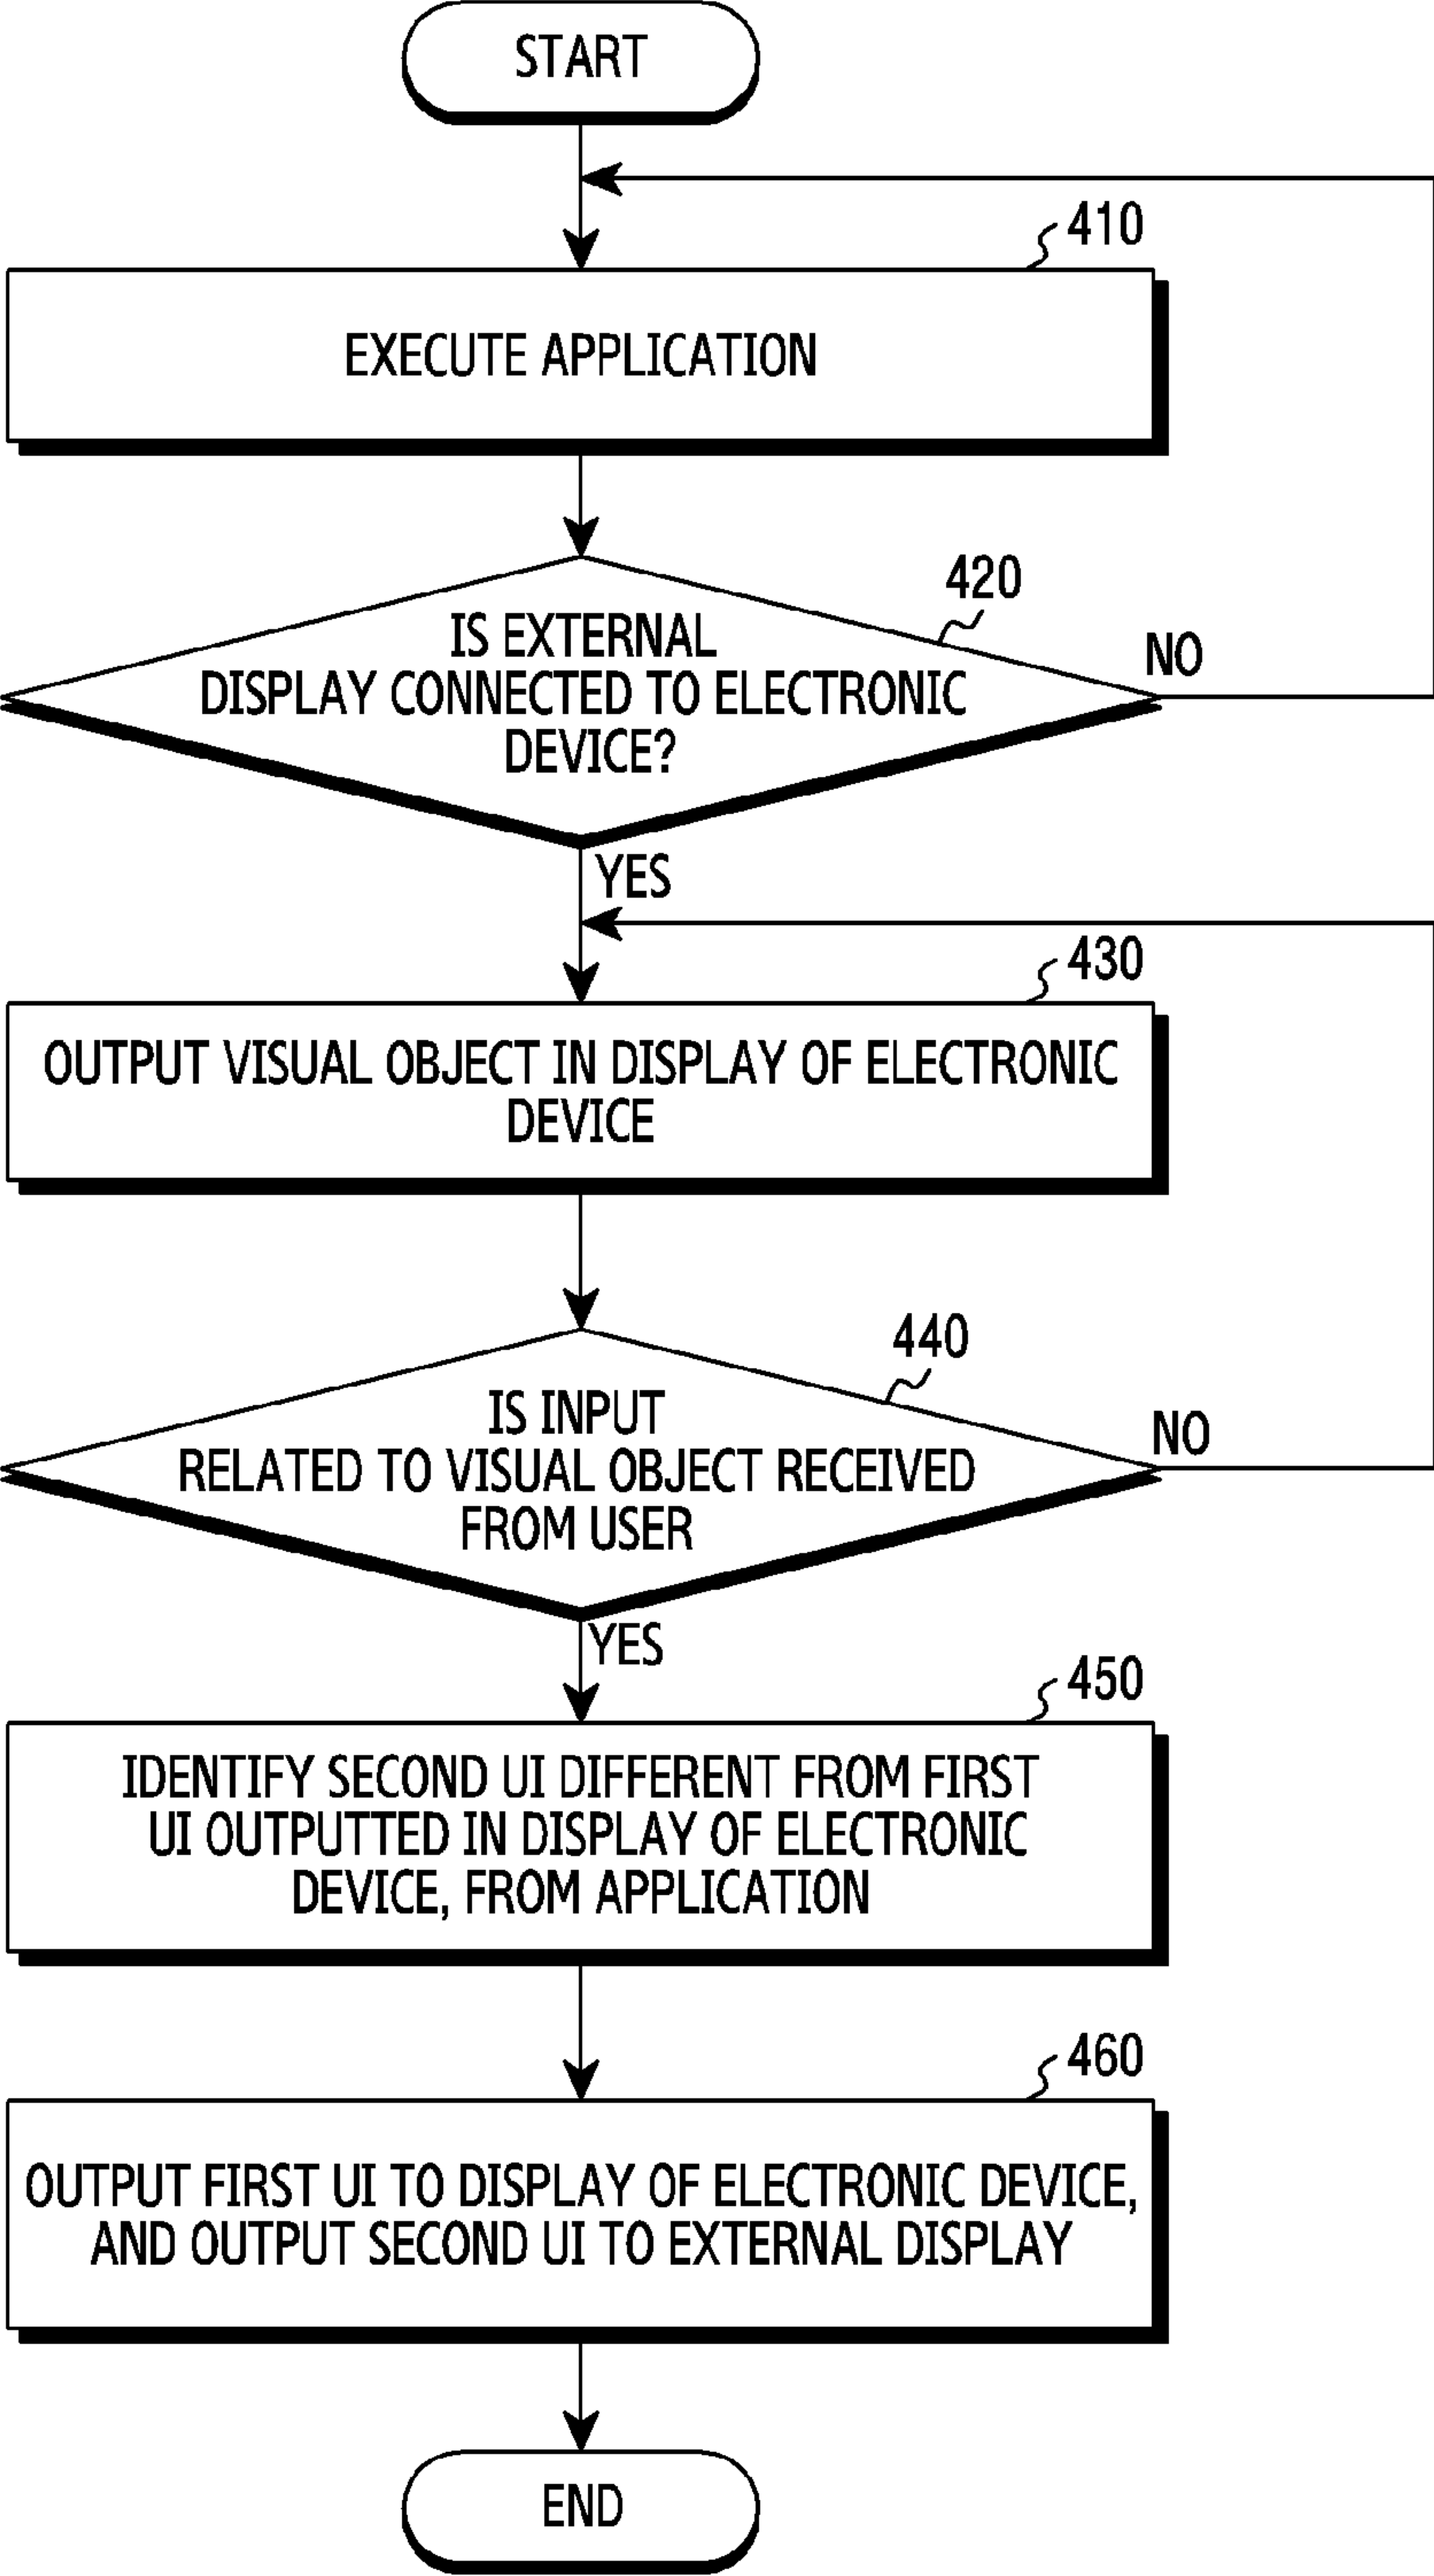 START
410
EXECUTE APPLICATION
420
IS EXTERNAL
DISPLAY CONNECTED TO ELECTRONIC
DEVICE?
NO
YES
430
OUTPUT VISUAL OBJECT IN DISPLAY OF ELECTRONIC
DEVICE
440
IS INPUT
RELATED TO VISUAL OBJECT RECEIVED
FROM USER
NO
YES
450
IDENTIFY SECOND UI DIFFERENT FROM FIRST
UI OUTPUTTED IN DISPLAY OF ELECTRONIC
DEVICE, FROM APPLICATION
460
OUTPUT FIRST UI TO DISPLAY OF ELECTRONIC DEVICE,
AND OUTPUT SECOND UI TO EXTERNAL DISPLAY
END